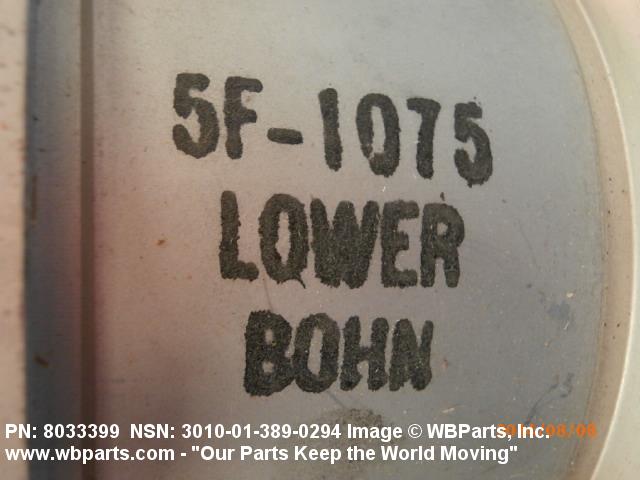 5F-1075
LOWER
BOHN
PN: 8033399 NSN: 3010-01-389-0294 Image © WBParts, Inc.
www.wbparts.com - "Our Parts Keep the World Moving"